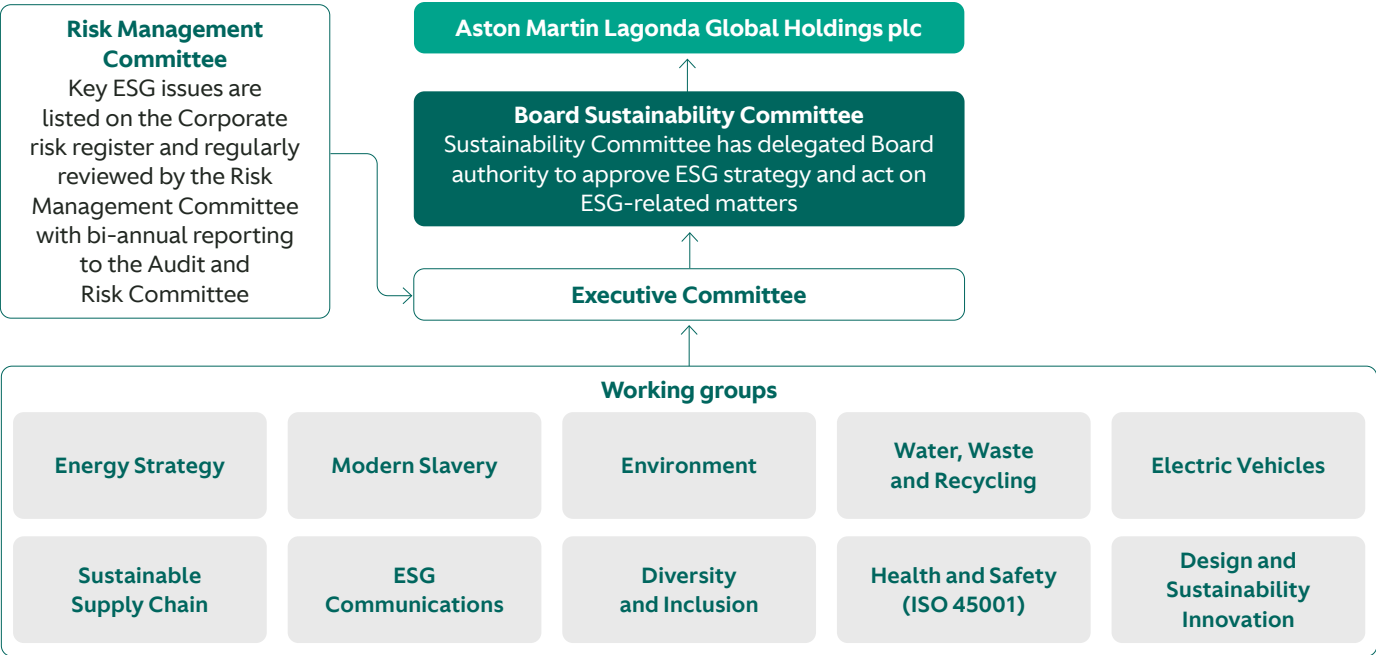 Risk Management
Committee
Key ESG issues are
listed on the Corporate
risk register and regularly
reviewed by the Risk
Management Committee
with bi-annual reporting
to the Audit and
Risk Committee
Aston Martin Lagonda Global Holdings plc
Board Sustainability Committee
Sustainability Committee has delegated Board
authority to approve ESG strategy and act on
ESG-related matters
Executive Committee
Working groups
Energy Strategy
Modern Slavery
Environment
Water, Waste
and Recycling
Electric Vehicles
Sustainable
Supply Chain
ESG
Communications
Diversity
and Inclusion
Health and Safety
(ISO 45001)
Design and
Sustainability
Innovation